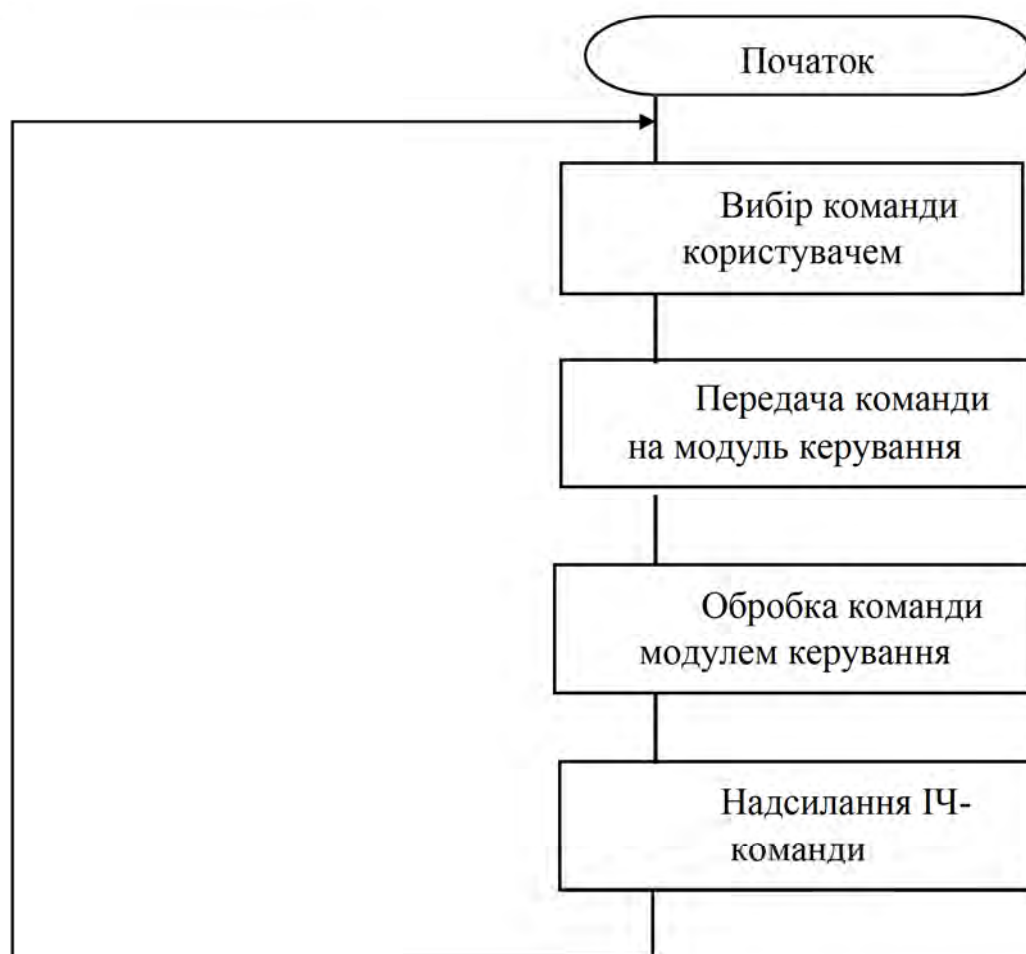 Початок
Вибір команди
користувачем
Передача команди
на модуль керування
Обробка команди
модулем керування
Надсилання ІЧ-
команди